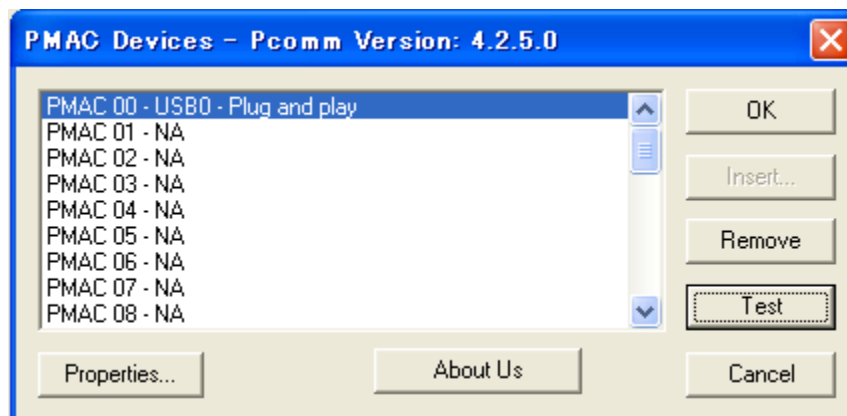 PMAC Devices - Pcomm Version: 4.2.5.0
PMAC 00 - USB0 - Plug and play
PMAC 01 - NA
PMAC 02 - NA
PMAC 03 - NA
PMAC 04 - NA
PMAC 05 - NA
PMAC 06 - NA
PMAC 07 - NA
PMAC 08 - NA
OK
Insert...
Remove
Test
Properties...
About Us
Cancel